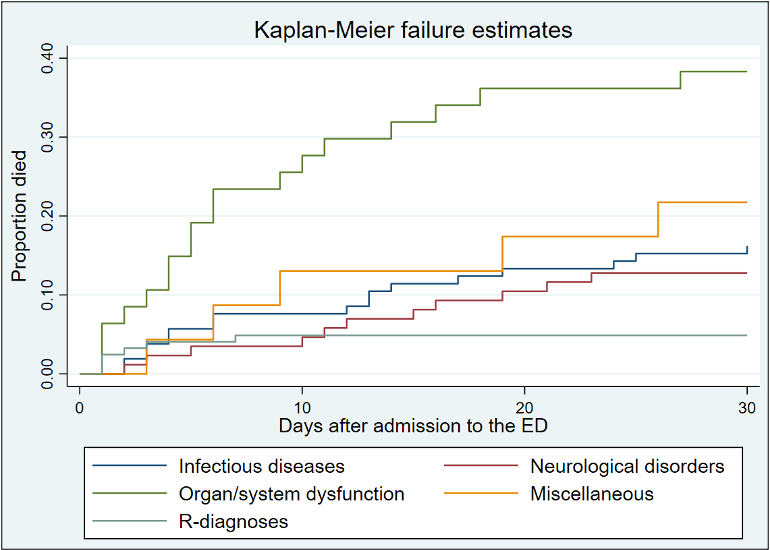 Kaplan-Meier failure estimates
Proportion died
0.40
0.30
0.20
0.10
0.00
0 10 20 30
Days after admission to the ED
Infectious diseases Neurological disorders
Organ/system dysfunction Miscellaneous
R-diagnoses